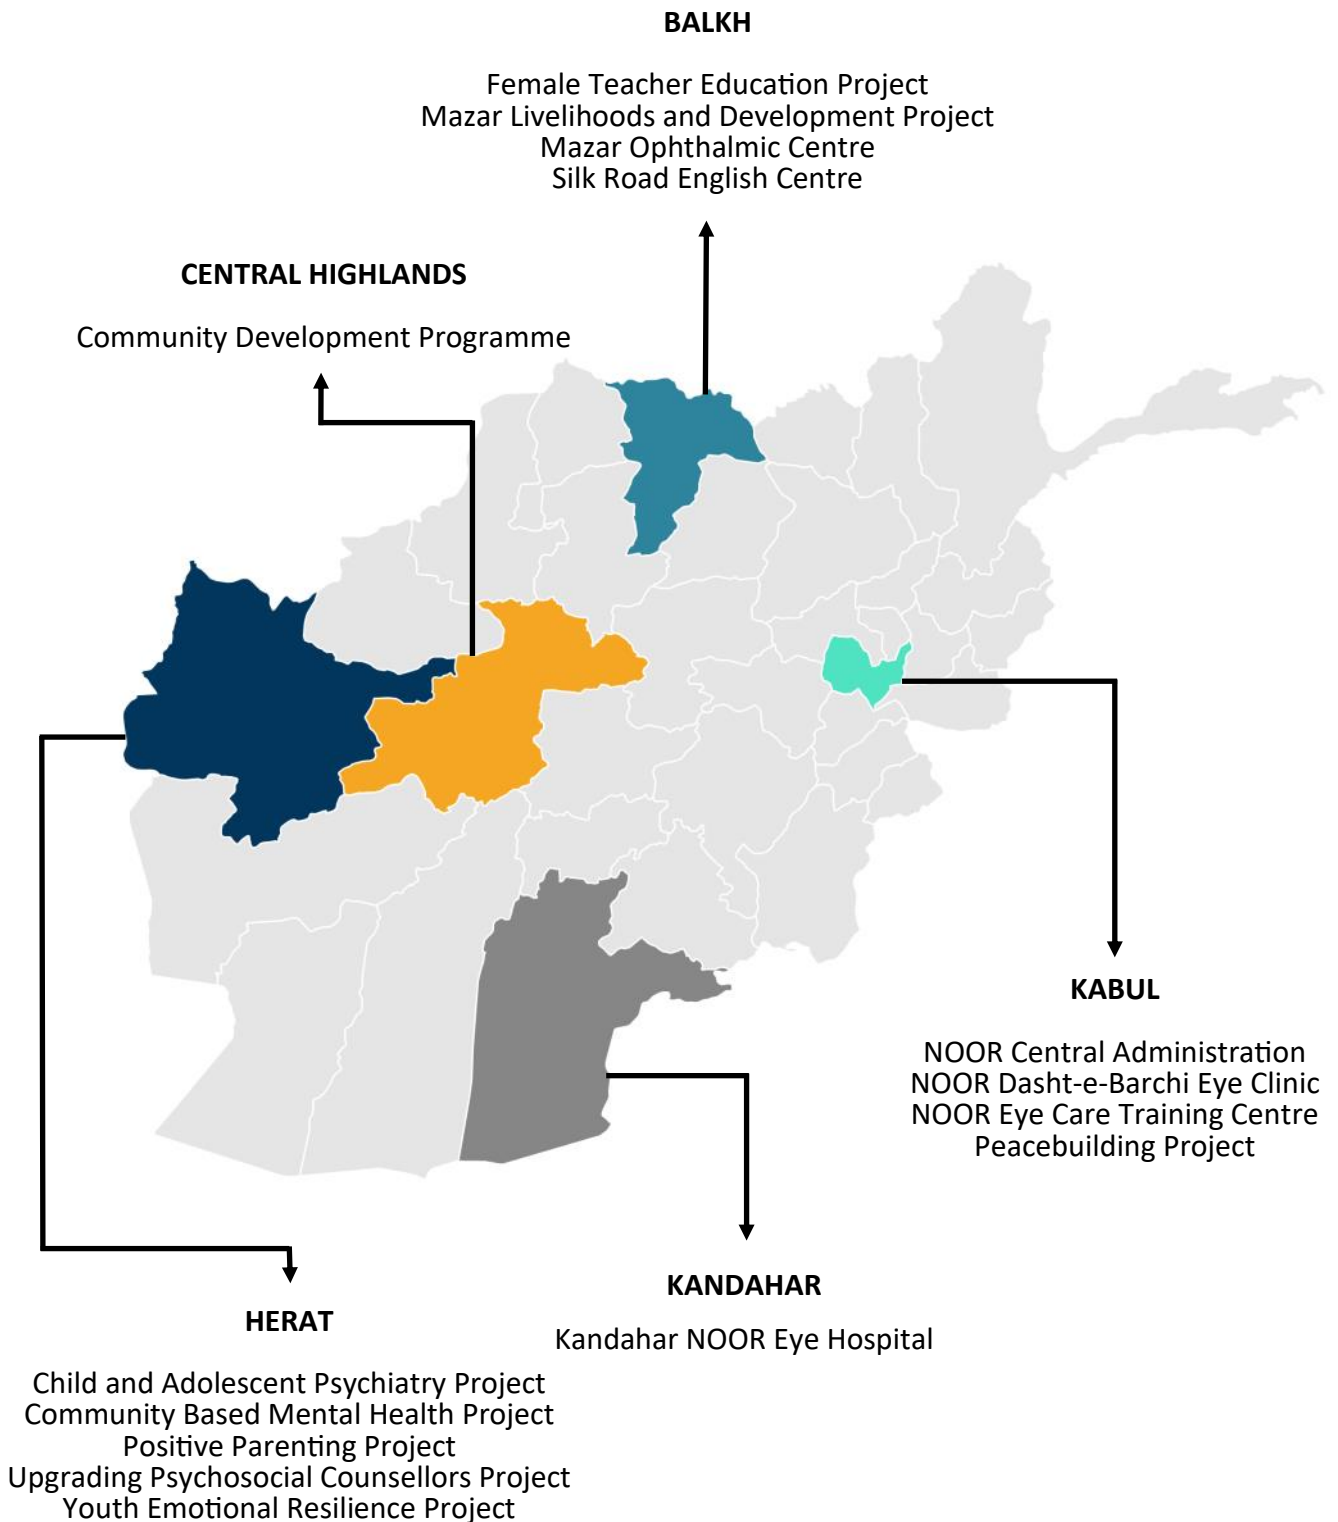 BALKH
Female Teacher Education Project
Mazar Livelihoods and Development Project
Mazar Ophthalmic Centre
Silk Road English Centre
CENTRAL HIGHLANDS
Community Development Programme
KABUL
NOOR Central Administration
NOOR Dasht-e-Barchi Eye Clinic
NOOR Eye Care Training Centre
Peacebuilding Project
KANDAHAR
Kandahar NOOR Eye Hospital
HERAT
Child and Adolescent Psychiatry Project
Community Based Mental Health Project
Positive Parenting Project
Upgrading Psychosocial Counsellors Project
Youth Emotional Resilience Project